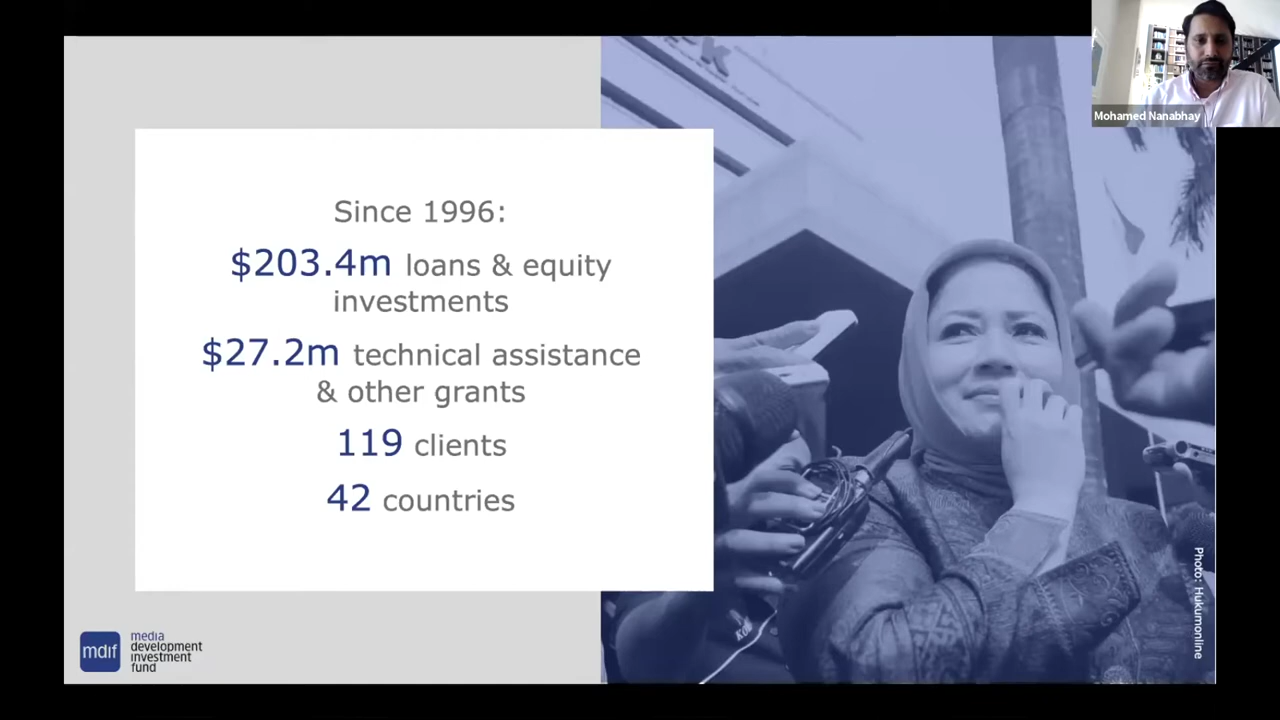 Mohamed Nanabhay
Since 1996:
$203.4m loans & equity
investments
$27.2m technical assistance
& other grants
119 clients
42 countries
Photo: Hukumonline
mdif
media
development
investment
fund